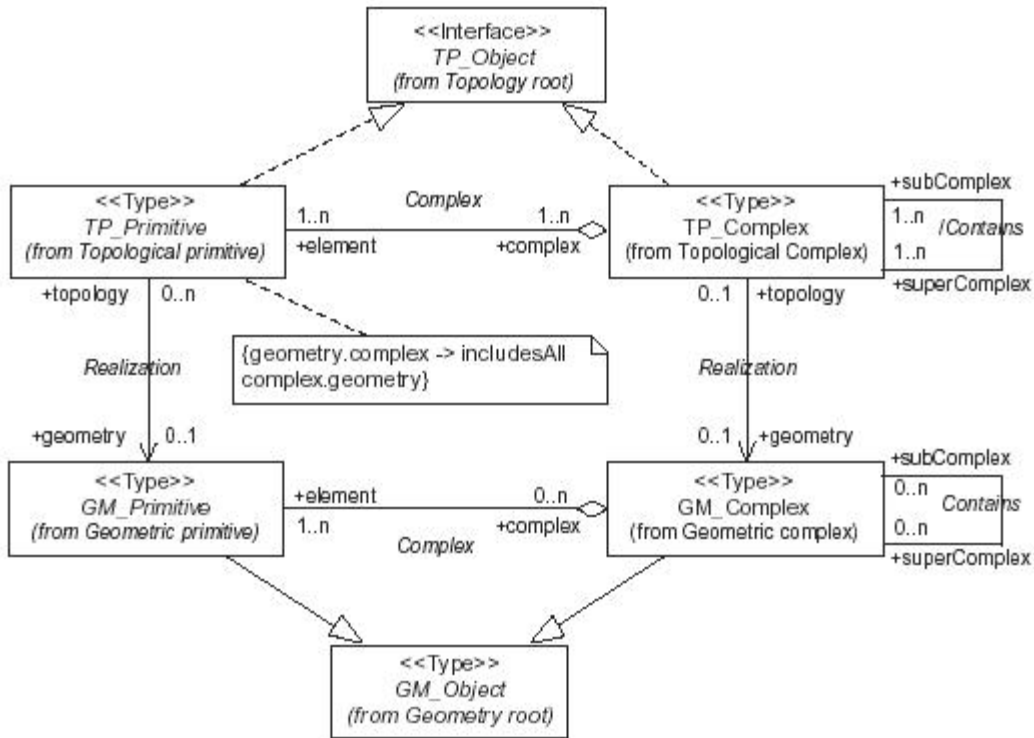 <<Interface>>
TP_Object
(from Topology root)
<<Type>>
TP_Primitive
(from Topological primitive)
Complex
1..n
1..n
+element
+complex
<<Type>>
TP_Complex
(from Topological Complex)
+subComplex
1..n
/Contains
1..n
+superComplex
+topology
0..n
0..1
+topology
{geometry.complex -> includesAll
complex.geometry}
Realization
Realization
+geometry
0..1
0..1
+geometry
<<Type>>
GM_Primitive
(from Geometric primitive)
+element
0..n
1..n
+complex
Complex
<<Type>>
GM_Complex
(from Geometric complex)
+subComplex
0..n
Contains
0..n
+superComplex
<<Type>>
GM_Object
(from Geometry root)